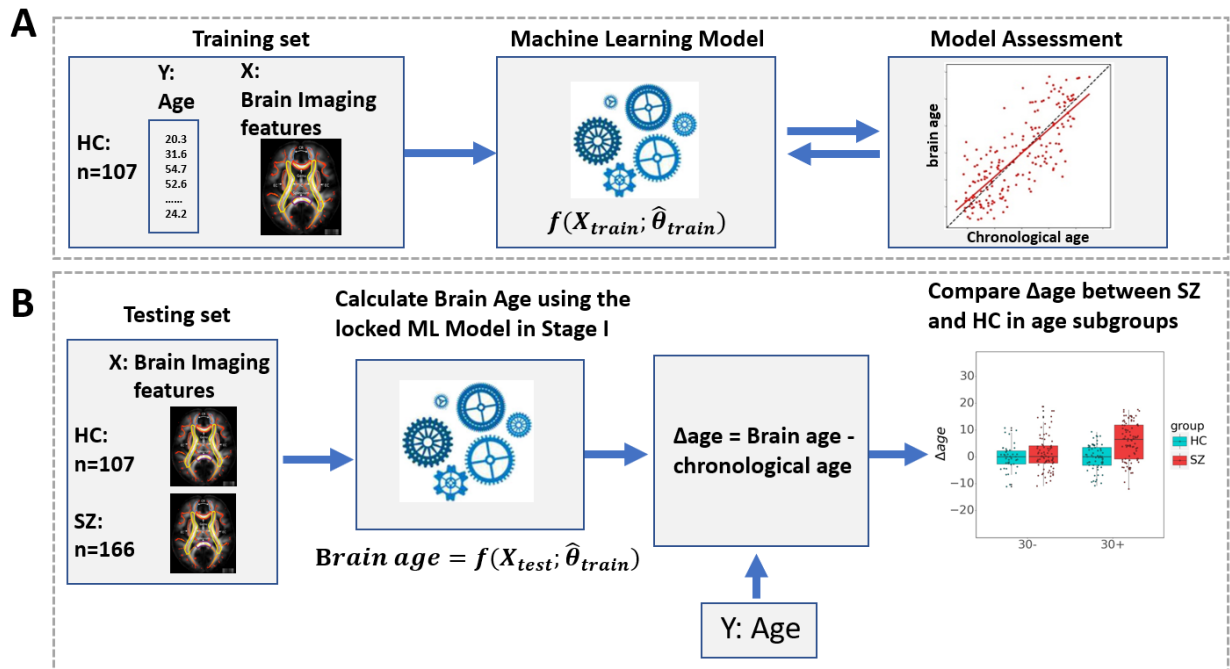 A
Training set
Y:
Age
X:
Brain Imaging
features
HC:
n=107
20.3
31.6
54.7
52.6
......
24.2
Machine Learning Model
f(X_train; θ̂_train)
Model Assessment
brain age
Chronological age
B
Testing set
X: Brain Imaging
features
HC:
n=107
SZ:
n=166
Calculate Brain Age using the
locked ML Model in Stage I
Brain age = f(X_test; θ̂_train)
Δage = Brain age -
chronological age
Y: Age
Compare Δage between SZ
and HC in age subgroups
Δage
30
20
10
0
−10
−20
30-
30+
group
HC
SZ